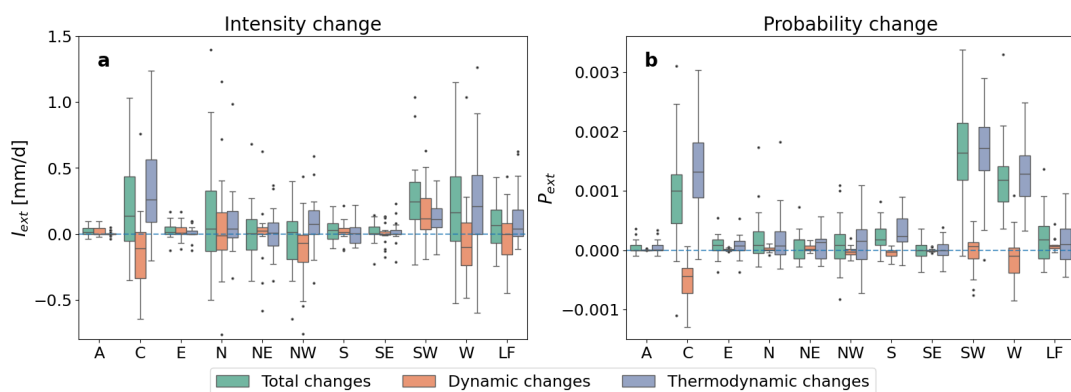 Intensity change
Probability change
a
b
I_ext [mm/d]
1.5
1.0
0.5
0.0
−0.5
P_ext
0.003
0.002
0.001
0.000
−0.001
A C E N NE NW S SE SW W LF
A C E N NE NW S SE SW W LF
Total changes Dynamic changes Thermodynamic changes